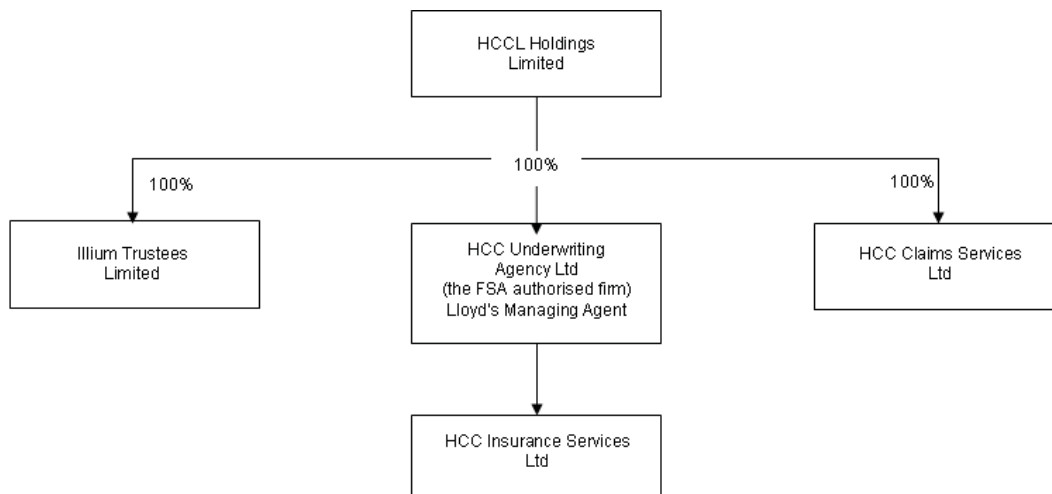 HCCL Holdings
Limited
100%
100%
100%
Illium Trustees
Limited
HCC Underwriting
Agency Ltd
(the FSA authorised firm)
Lloyd's Managing Agent
HCC Claims Services
Ltd
HCC Insurance Services
Ltd